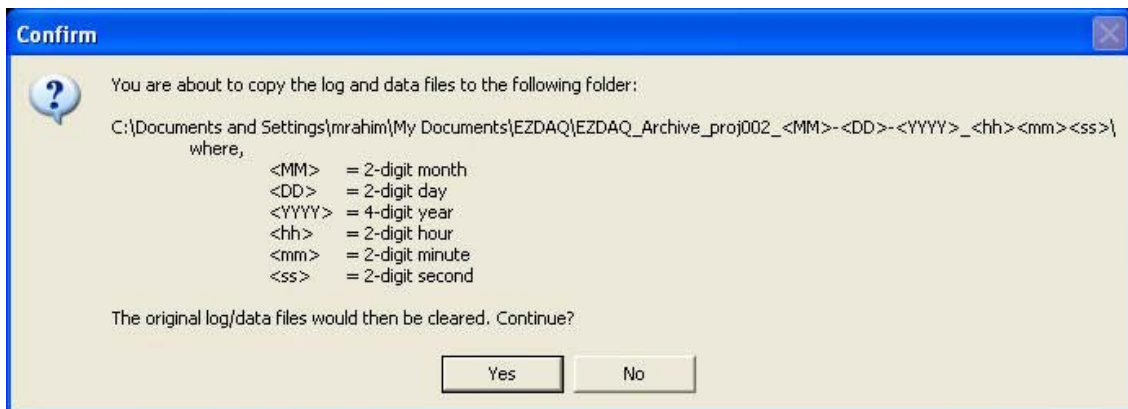 Confirm
You are about to copy the log and data files to the following folder:
C:\Documents and Settings\mrahim\My Documents\EZDAQ\EZDAQ_Archive_proj002_<MM>-<DD>-<YYYY>_<hh><mm><ss>\
where,
<MM> = 2-digit month
<DD> = 2-digit day
<YYYY> = 4-digit year
<hh> = 2-digit hour
<mm> = 2-digit minute
<ss> = 2-digit second
The original log/data files would then be cleared. Continue?
Yes No